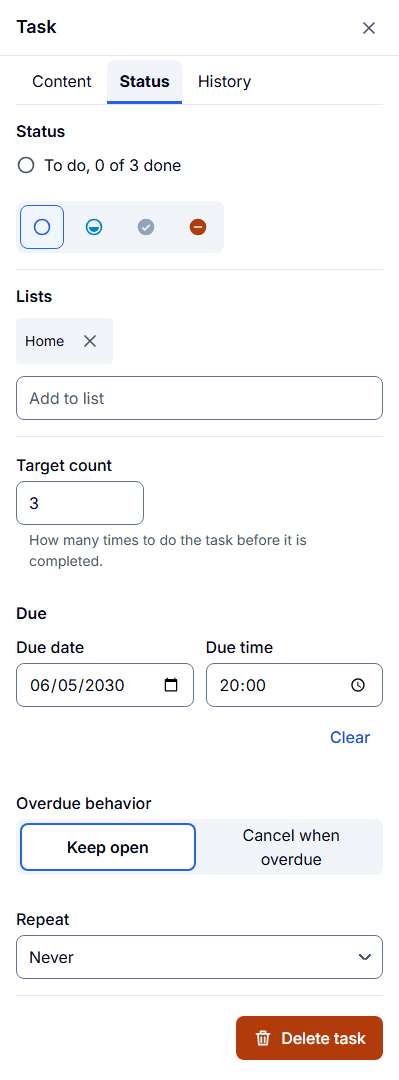 Task
Content
Status
History
Status
To do, 0 of 3 done
Lists
Home
Add to list
Target count
3
How many times to do the task before it is
completed.
Due
Due date
Due time
06/05/2030
20:00
Clear
Overdue behavior
Keep open
Cancel when
overdue
Repeat
Never
Delete task